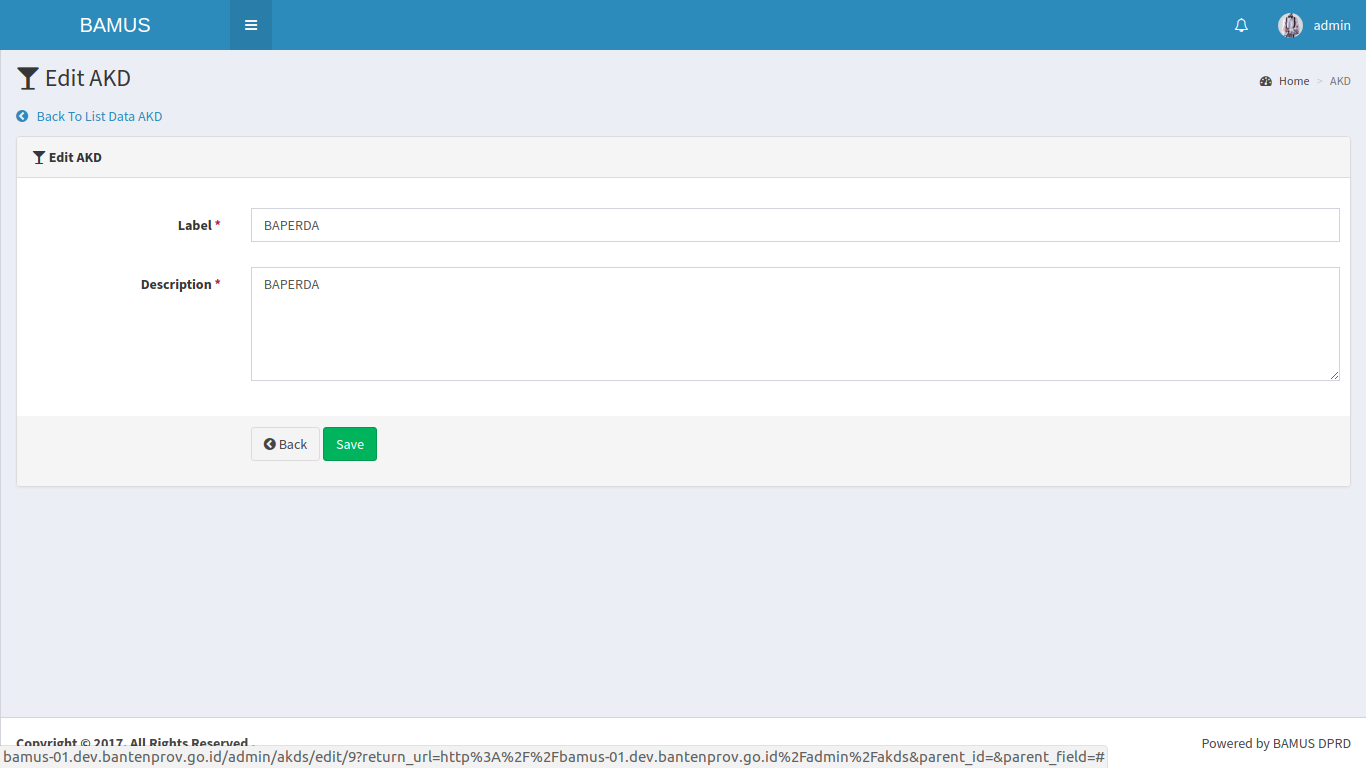 BAMUS
admin
Edit AKD
Home > AKD
Back To List Data AKD
Edit AKD
Label *
BAPERDA
Description *
BAPERDA
Back
Save
Copyright © 2017. All Rights Reserved .
Powered by BAMUS DPRD
bamus-01.dev.bantenprov.go.id/admin/akds/edit/9?return_url=http%3A%2F%2Fbamus-01.dev.bantenprov.go.id%2Fadmin%2Fakds&parent_id=&parent_field=#